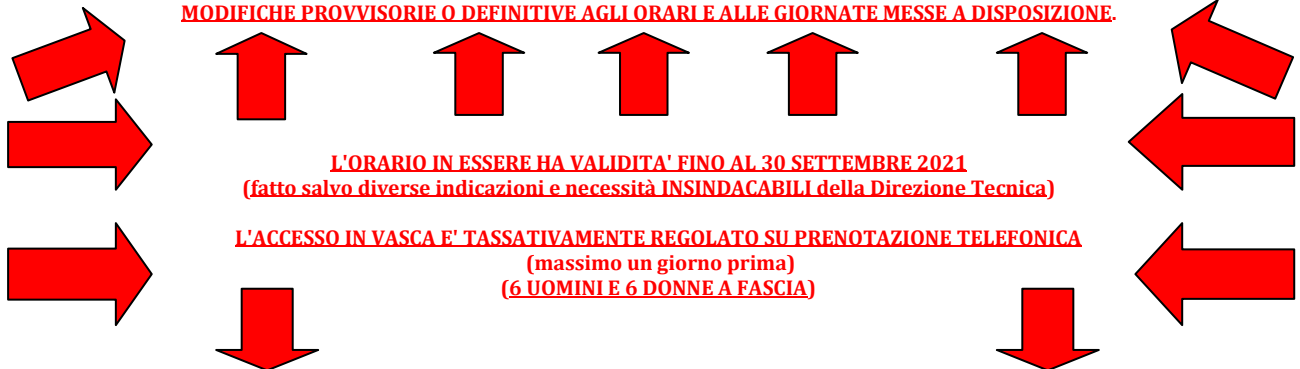 MODIFICHE PROVVISORIE O DEFINITIVE AGLI ORARI E ALLE GIORNATE MESSE A DISPOSIZIONE.
L'ORARIO IN ESSERE HA VALIDITA' FINO AL 30 SETTEMBRE 2021
(fatto salvo diverse indicazioni e necessità INSINDACABILI della Direzione Tecnica)
L'ACCESSO IN VASCA E' TASSATIVAMENTE REGOLATO SU PRENOTAZIONE TELEFONICA
(massimo un giorno prima)
(6 UOMINI E 6 DONNE A FASCIA)